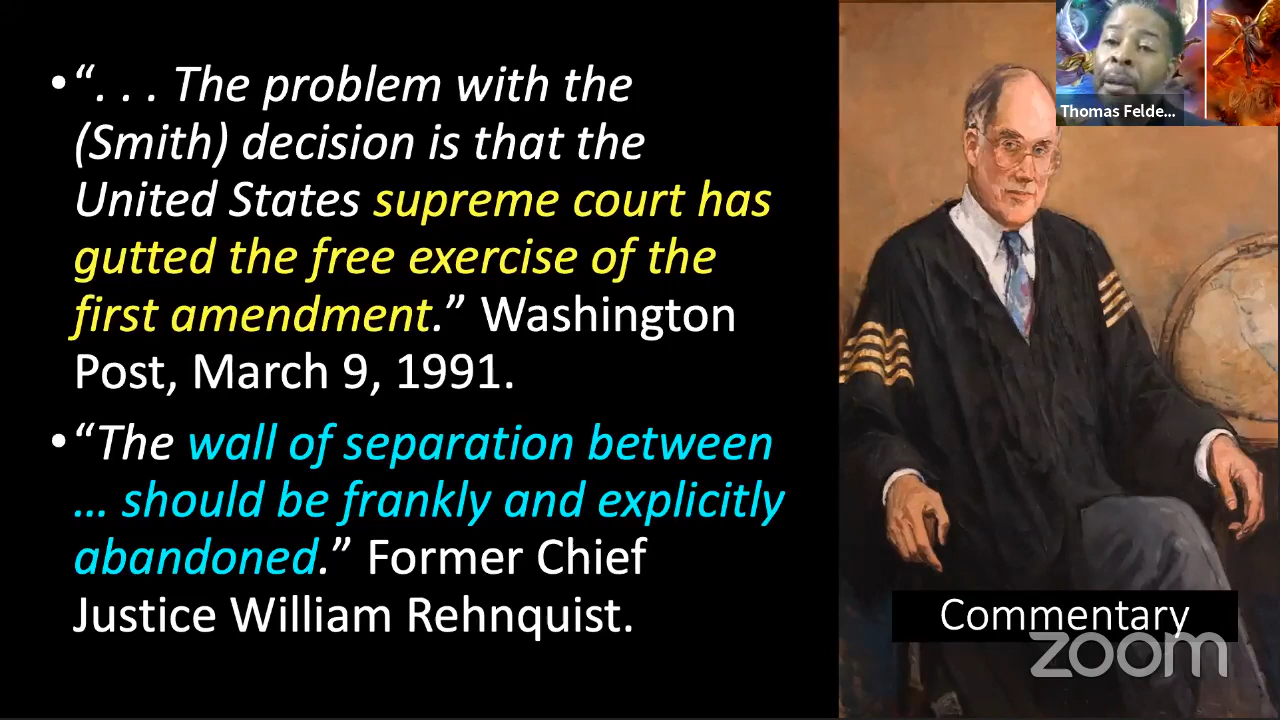 •“. . . The problem with the
(Smith) decision is that the
United States supreme court has
gutted the free exercise of the
first amendment.” Washington
Post, March 9, 1991.
•“The wall of separation between
... should be frankly and explicitly
abandoned.” Former Chief
Justice William Rehnquist.
Thomas Felde...
Commentary
zoom